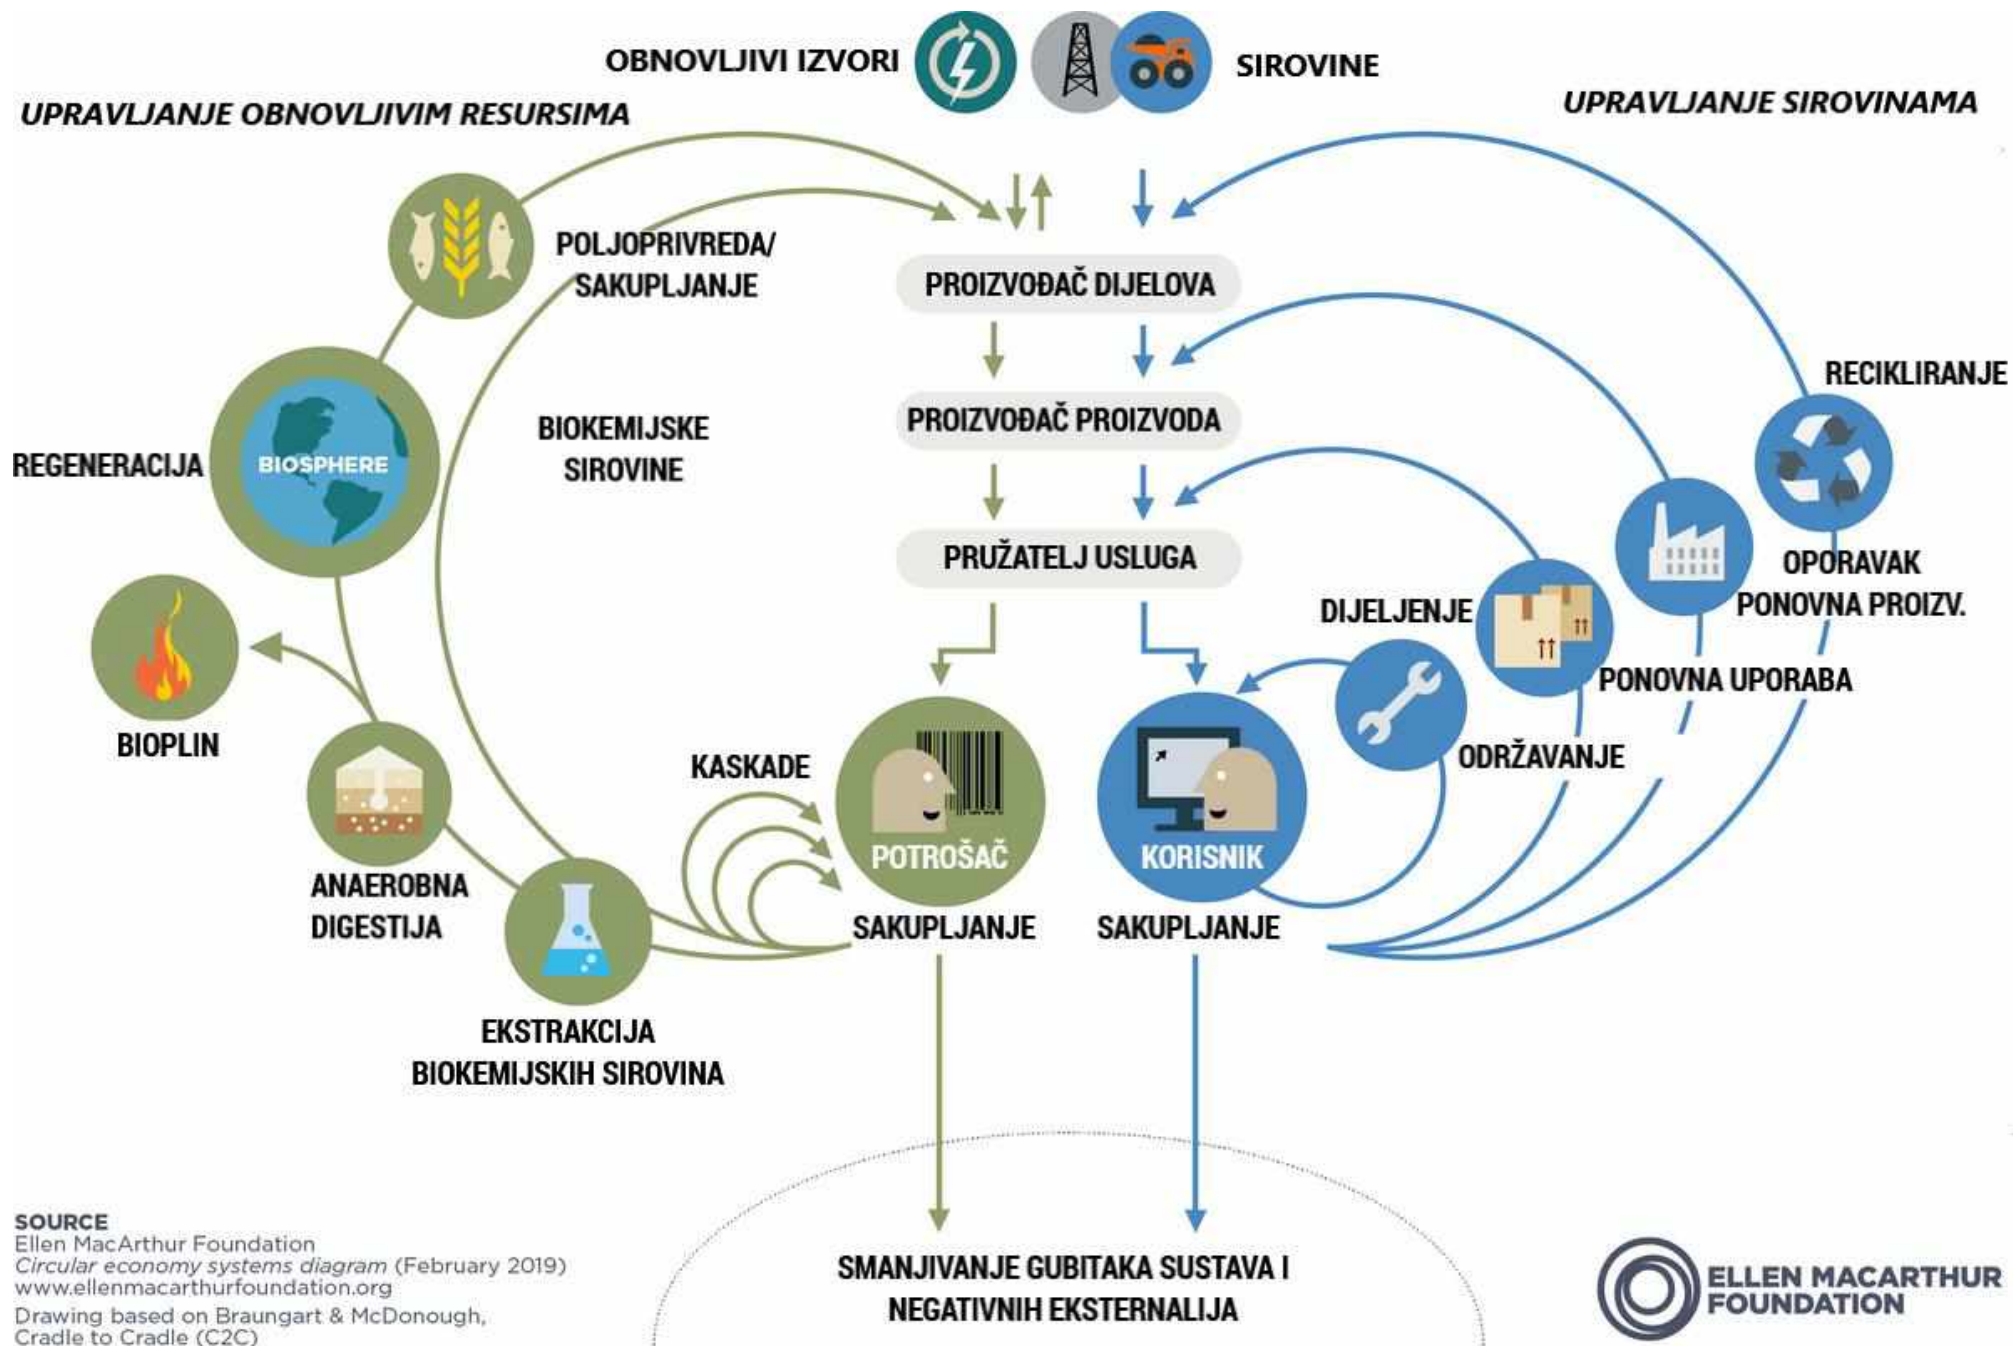 OBNOVLJIVI IZVORI
SIROVINE
UPRAVLJANJE OBNOVLJIVIM RESURSIMA
UPRAVLJANJE SIROVINAMA
POLJOPRIVREDA/
SAKUPLJANJE
PROIZVOĐAČ DIJELOVA
RECIKLIRANJE
PROIZVOĐAČ PROIZVODA
BIOKEMIJSKE
SIROVINE
REGENERACIJA
BIOSPHERE
PRUŽATELJ USLUGA
OPORAVAK
PONOVNA PROIZV.
DIJELJENJE
PONOVNA UPORABA
BIOPLIN
ODRŽAVANJE
KASKADE
POTROŠAČ
KORISNIK
ANAEROBNA
DIGESTIJA
SAKUPLJANJE
SAKUPLJANJE
EKSTRAKCIJA
BIOKEMIJSKIH SIROVINA
SMANJIVANJE GUBITAKA SUSTAVA I
NEGATIVNIH EKSTERNALIJA
SOURCE
Ellen MacArthur Foundation
Circular economy systems diagram (February 2019)
www.ellenmacarthurfoundation.org
Drawing based on Braungart & McDonough,
Cradle to Cradle (C2C)
ELLEN MACARTHUR
FOUNDATION